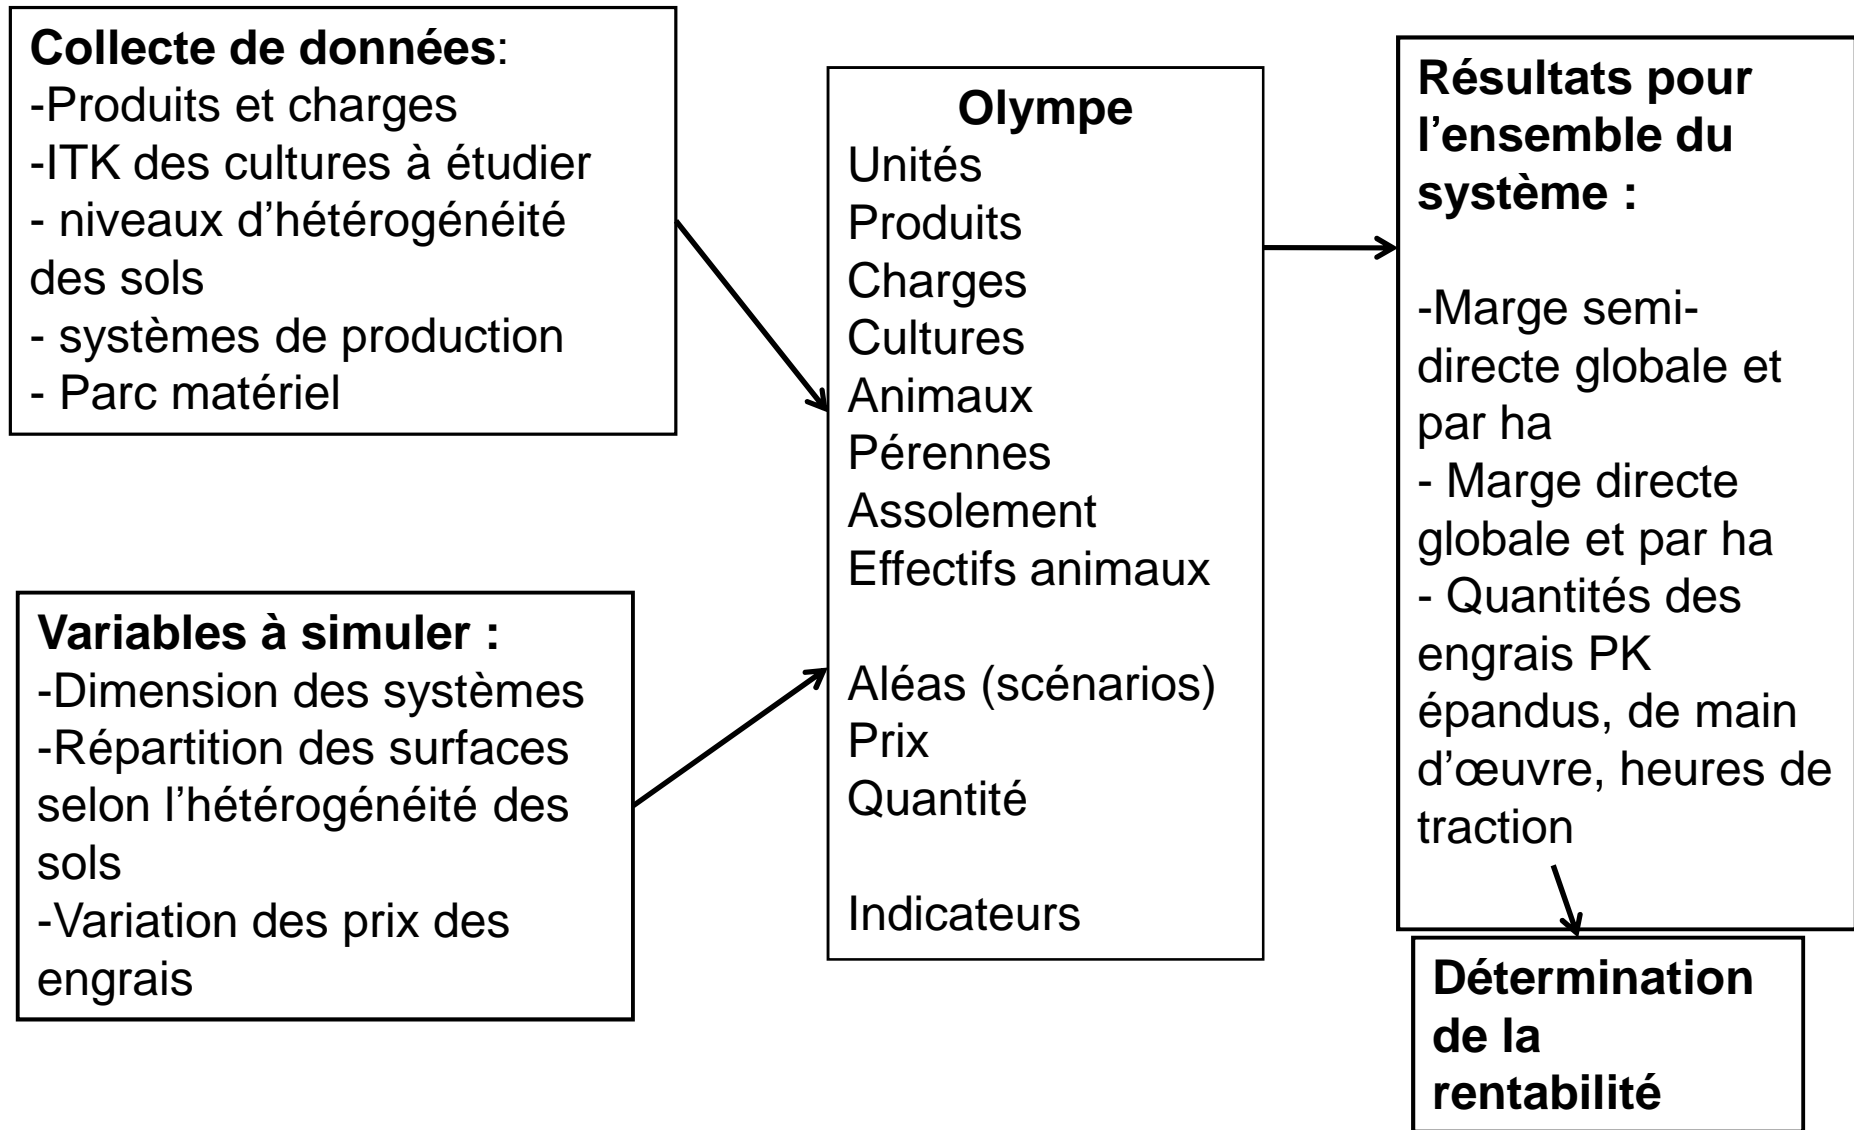 Collecte de données:
-Produits et charges
-ITK des cultures à étudier
- niveaux d’hétérogénéité
des sols
- systèmes de production
- Parc matériel
Variables à simuler :
-Dimension des systèmes
-Répartition des surfaces
selon l’hétérogénéité des
sols
-Variation des prix des
engrais
Olympe
Unités
Produits
Charges
Cultures
Animaux
Pérennes
Assolement
Effectifs animaux
Aléas (scénarios)
Prix
Quantité
Indicateurs
Résultats pour
l’ensemble du
système :
-Marge semi-
directe globale et
par ha
- Marge directe
globale et par ha
- Quantités des
engrais PK
épandus, de main
d’œuvre, heures de
traction
Détermination
de la
rentabilité